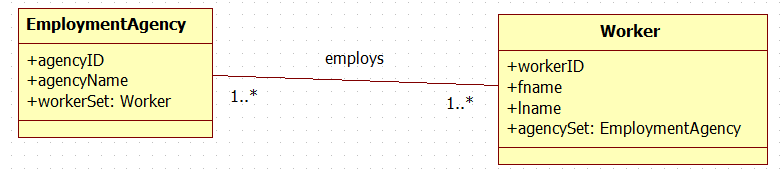 EmploymentAgency
+agencyID
+agencyName
+workerSet: Worker
employs
1..*
1..*
Worker
+workerID
+fname
+lname
+agencySet: EmploymentAgency